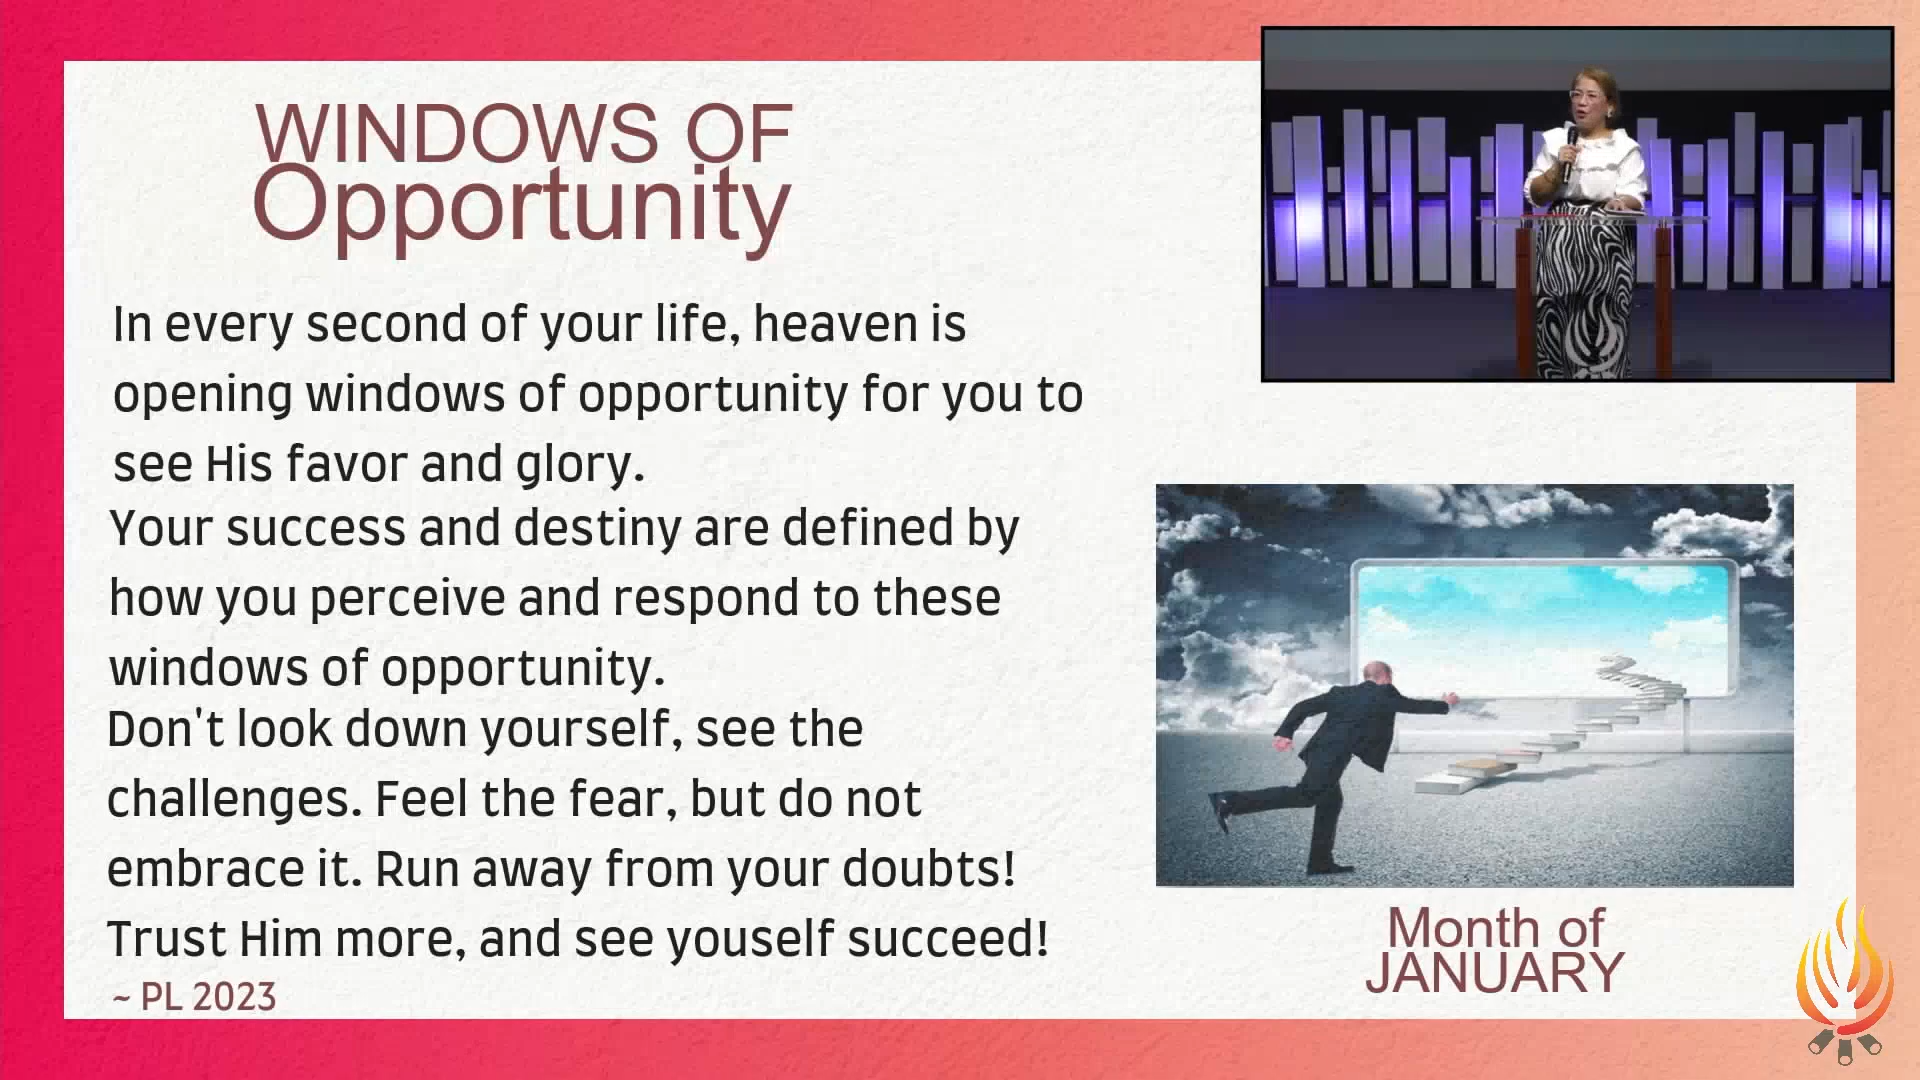 WINDOWS OF
Opportunity
In every second of your life, heaven is
opening windows of opportunity for you to
see His favor and glory.
Your success and destiny are defined by
how you perceive and respond to these
windows of opportunity.
Don't look down yourself, see the
challenges. Feel the fear, but do not
embrace it. Run away from your doubts!
Trust Him more, and see youself succeed!
~ PL 2023
Month of
JANUARY